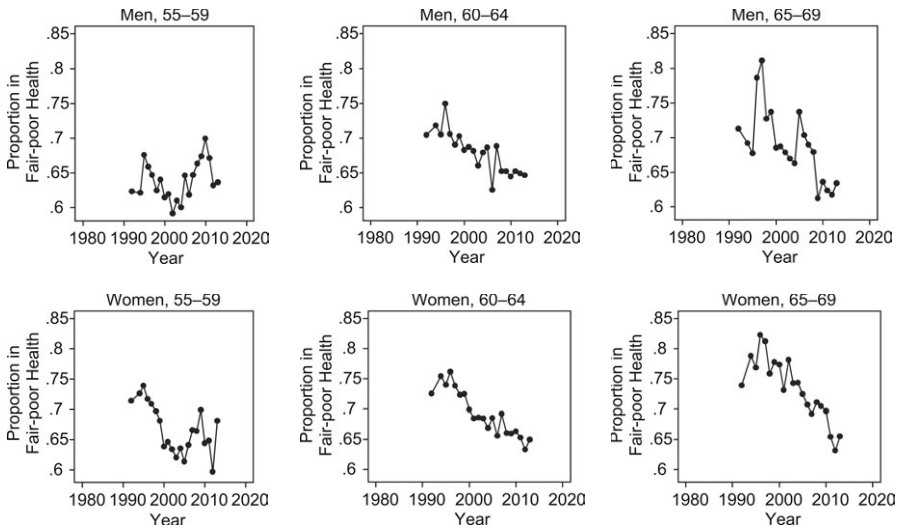 Men, 55–59
Proportion in
Fair-poor Health
.85
.8
.75
.7
.65
.6
1980 1990 2000 2010 2020
Year
Men, 60–64
Proportion in
Fair-poor Health
.85
.8
.75
.7
.65
.6
1980 1990 2000 2010 2020
Year
Men, 65–69
Proportion in
Fair-poor Health
.85
.8
.75
.7
.65
.6
1980 1990 2000 2010 2020
Year
Women, 55–59
Proportion in
Fair-poor Health
.85
.8
.75
.7
.65
.6
1980 1990 2000 2010 2020
Year
Women, 60–64
Proportion in
Fair-poor Health
.85
.8
.75
.7
.65
.6
1980 1990 2000 2010 2020
Year
Women, 65–69
Proportion in
Fair-poor Health
.85
.8
.75
.7
.65
.6
1980 1990 2000 2010 2020
Year